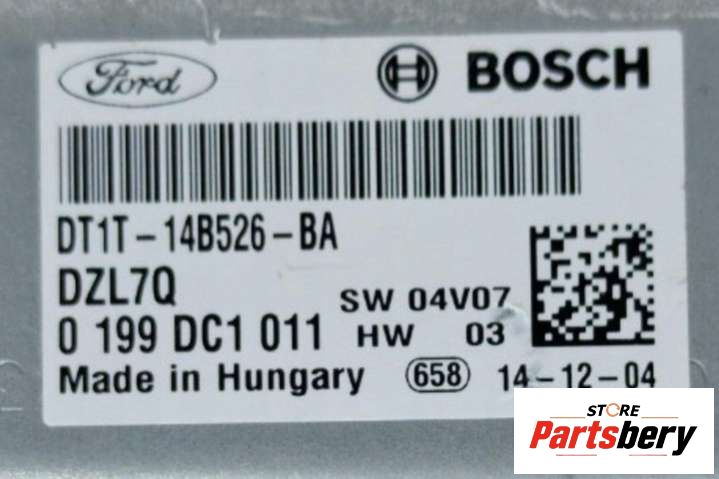 Ford BOSCH
DT1T-14B526-BA
DZL7Q SW 04V07
0 199 DC1 011 HW 03
Made in Hungary 658 14-12-04
STORE
Partsbery